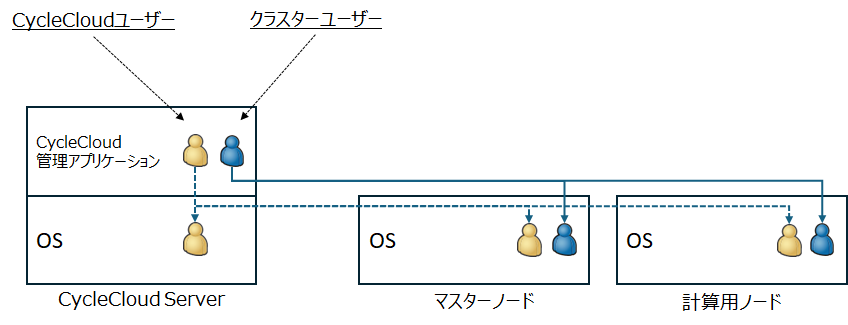 CycleCloudユーザー
クラスターユーザー
CycleCloud
管理アプリケーション
OS
OS
OS
CycleCloud Server
マスターノード
計算用ノード